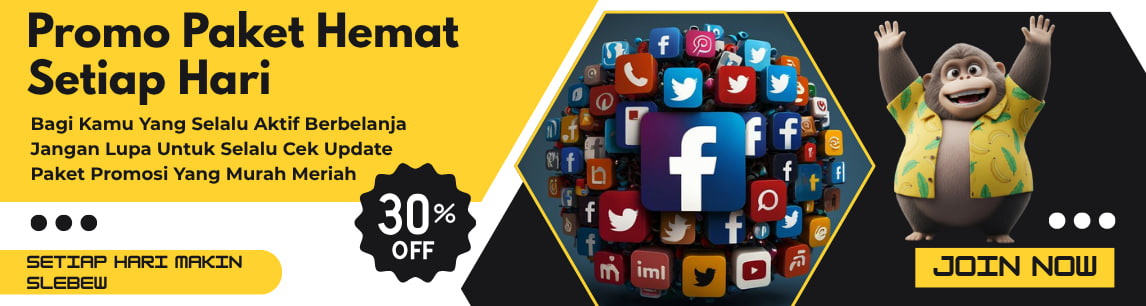 Promo Paket Hemat
Setiap Hari
Bagi Kamu Yang Selalu Aktif Berbelanja
Jangan Lupa Untuk Selalu Cek Update
Paket Promosi Yang Murah Meriah
30%
OFF
SETIAP HARI MAKIN
SLEBEW
iml
JOIN NOW